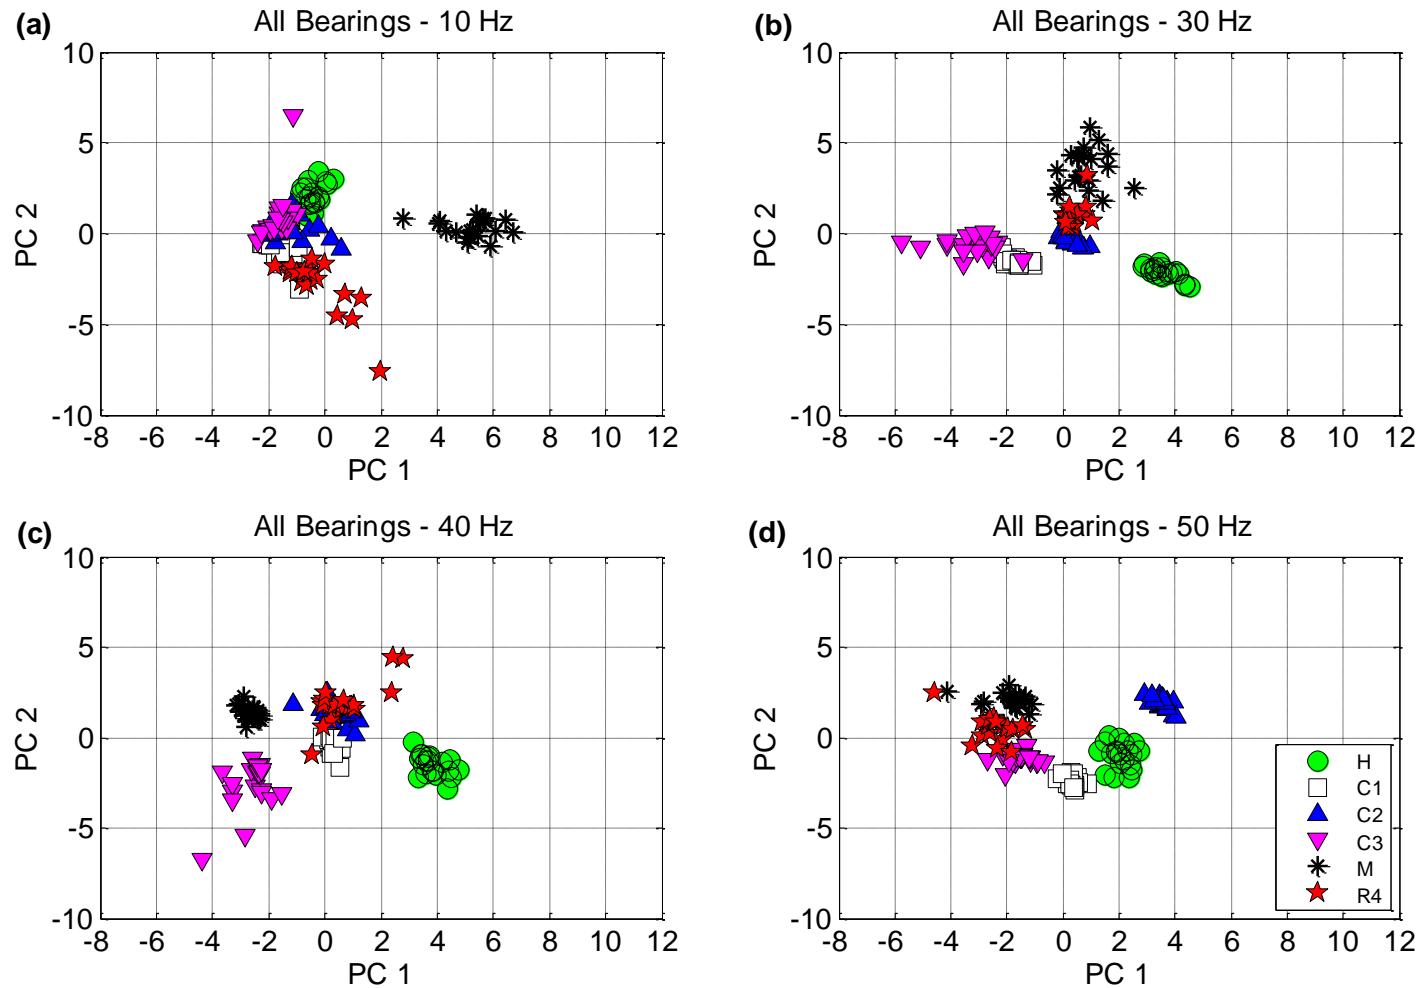 (a) All Bearings - 10 Hz
10
5
0
-5
-10
PC 2
-8 -6 -4 -2 0 2 4 6 8 10 12
PC 1
(b) All Bearings - 30 Hz
10
5
0
-5
-10
PC 2
-8 -6 -4 -2 0 2 4 6 8 10 12
PC 1
(c) All Bearings - 40 Hz
10
5
0
-5
-10
PC 2
-8 -6 -4 -2 0 2 4 6 8 10 12
PC 1
(d) All Bearings - 50 Hz
10
5
0
-5
-10
PC 2
-8 -6 -4 -2 0 2 4 6 8 10 12
PC 1
H
C1
C2
C3
M
R4